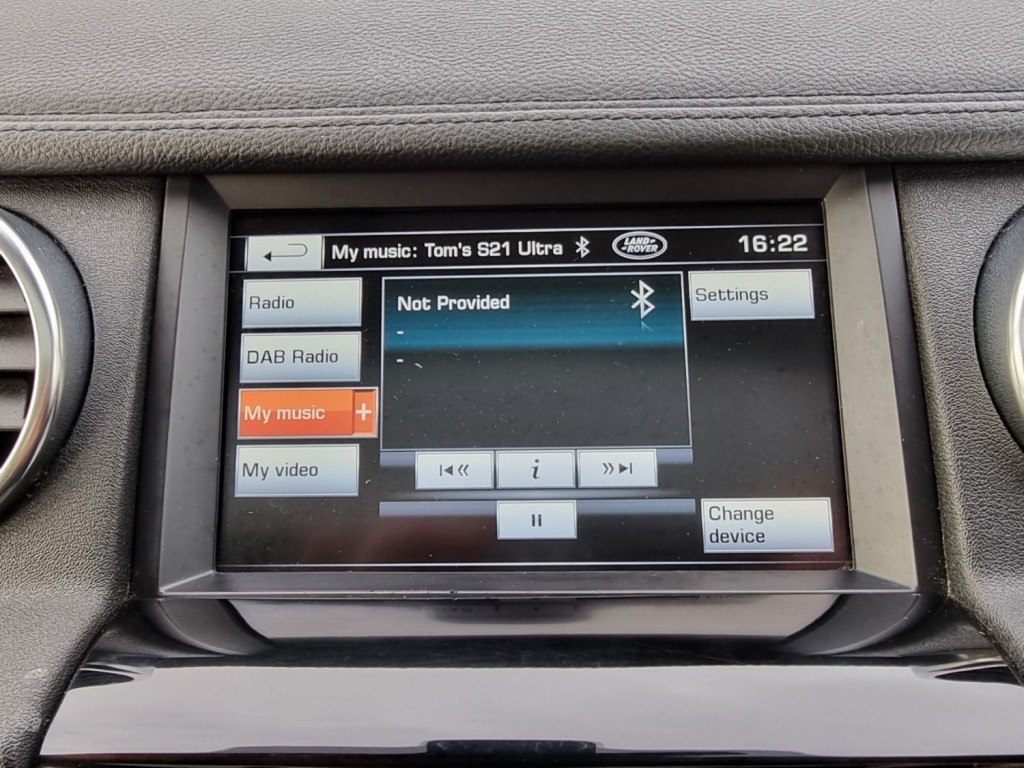 My music: Tom's S21 Ultra
LAND-
-ROVER
16:22
Radio
DAB Radio
My music +
My video
Not Provided
-
-
i
Settings
Change
device